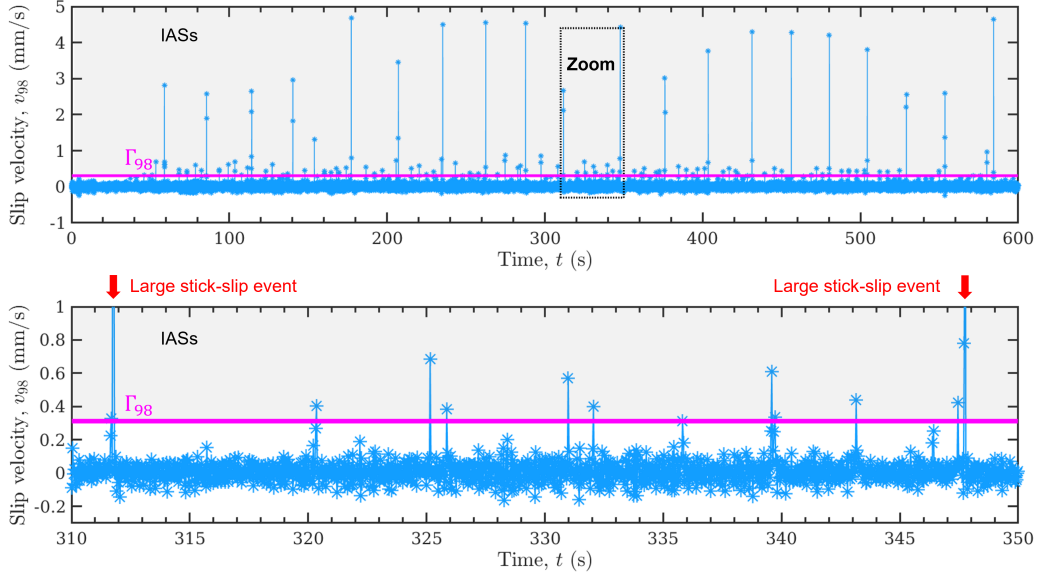 5
4
3
2
1
0
-1
Slip velocity, v₉₈ (mm/s)
IASs
Zoom
Γ₉₈
0 100 200 300 400 500 600
Time, t (s)
Large stick-slip event Large stick-slip event
1
0.8
0.6
0.4
0.2
0
-0.2
Slip velocity, v₉₈ (mm/s)
IASs
Γ₉₈
310 315 320 325 330 335 340 345 350
Time, t (s)